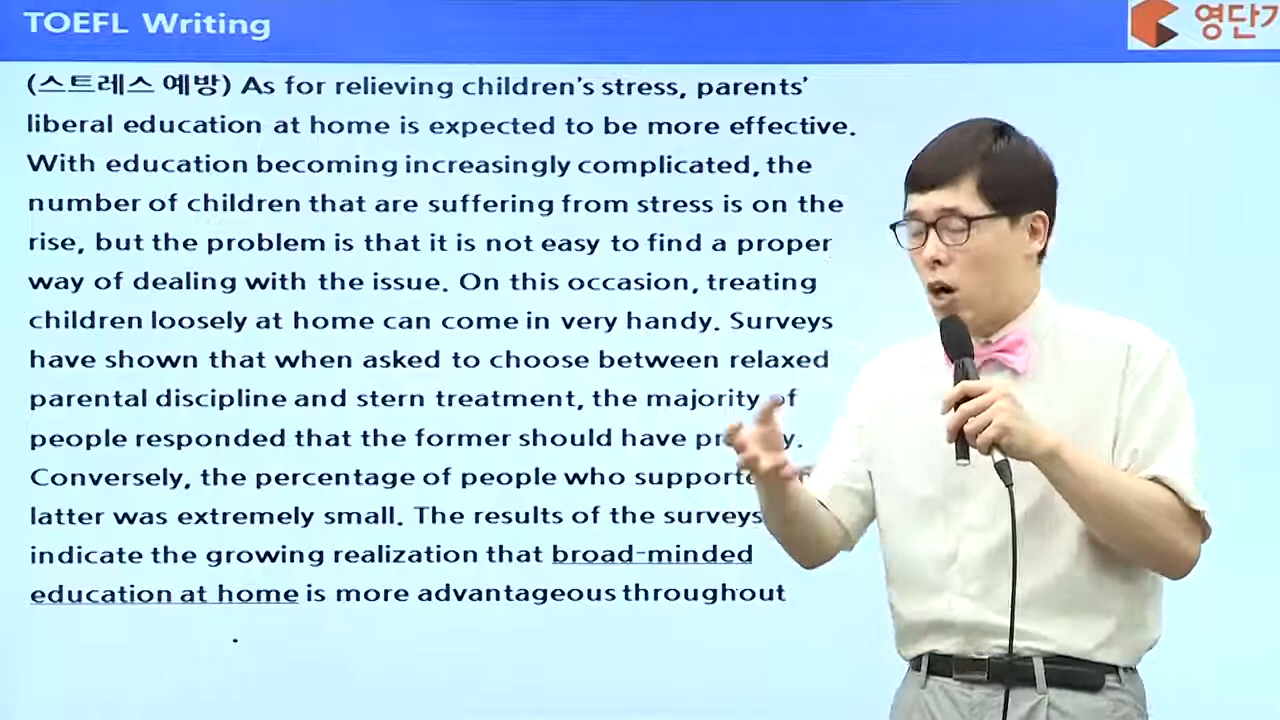 TOEFL Writing
영단기
(스트레스 예방) As for relieving children's stress, parents'
liberal education at home is expected to be more effective.
With education becoming increasingly complicated, the
number of children that are suffering from stress is on the
rise, but the problem is that it is not easy to find a proper
way of dealing with the issue. On this occasion, treating
children loosely at home can come in very handy. Surveys
have shown that when asked to choose between relaxed
parental discipline and stern treatment, the majority of
people responded that the former should have
Conversely, the percentage of people who
latter was extremely small. The results of the surveys
indicate the growing realization that broad-minded
education at home is more advantageous throughout